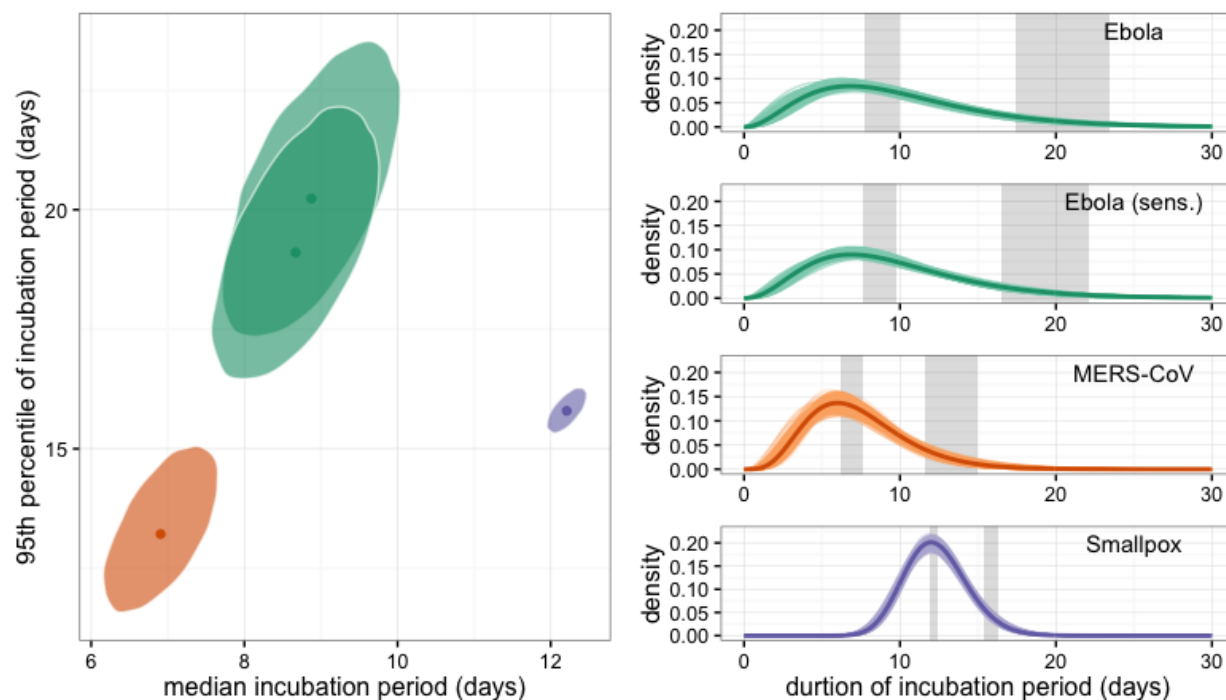 95th percentile of incubation period (days)
20
15
6 8 10 12
median incubation period (days)
density
0.20
0.15
0.10
0.05
0.00
Ebola
0 10 20 30
density
0.20
0.15
0.10
0.05
0.00
Ebola (sens.)
0 10 20 30
density
0.20
0.15
0.10
0.05
0.00
MERS-CoV
0 10 20 30
density
0.20
0.15
0.10
0.05
0.00
Smallpox
0 10 20 30
durtion of incubation period (days)